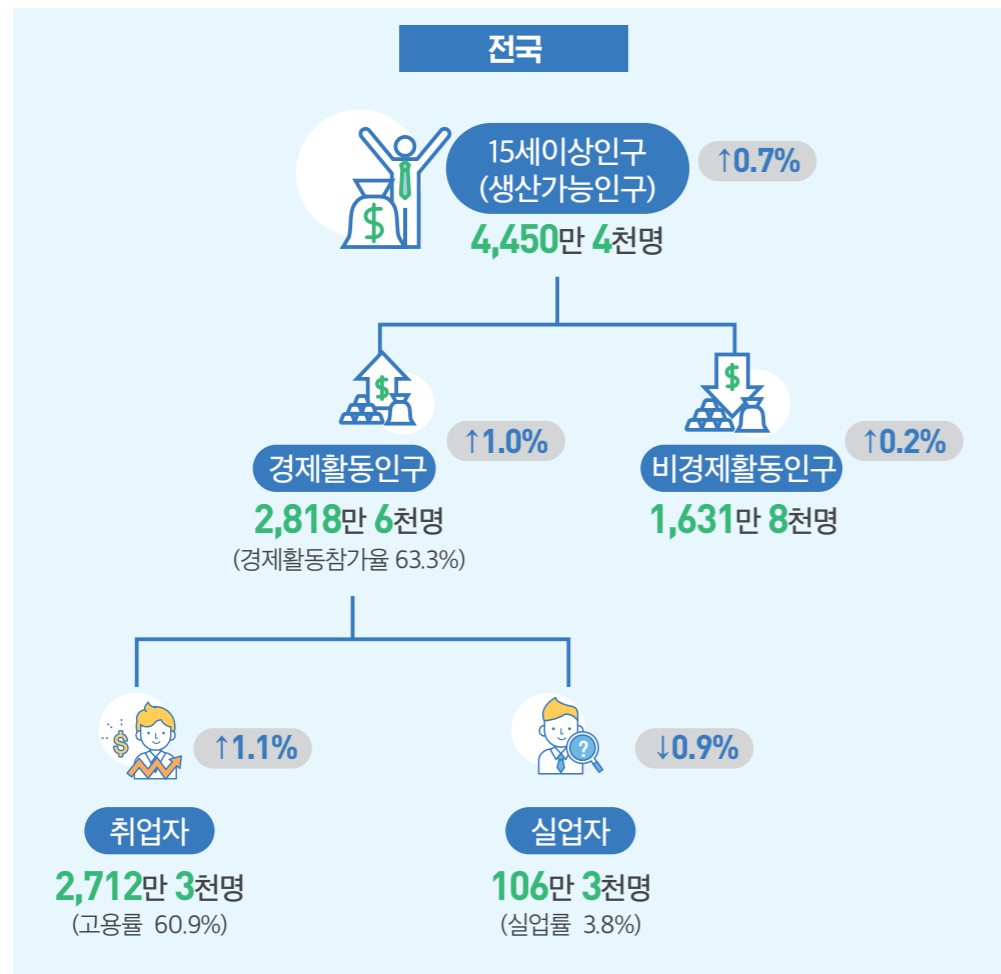 전국
15세이상인구
(생산가능인구)
↑0.7%
4,450만 4천명
$
$
$
↑1.0%
↑0.2%
경제활동인구
비경제활동인구
2,818만 6천명
1,631만 8천명
(경제활동참가율 63.3%)
$
?
↑1.1%
↓0.9%
취업자
실업자
2,712만 3천명
106만 3천명
(고용률 60.9%)
(실업률 3.8%)